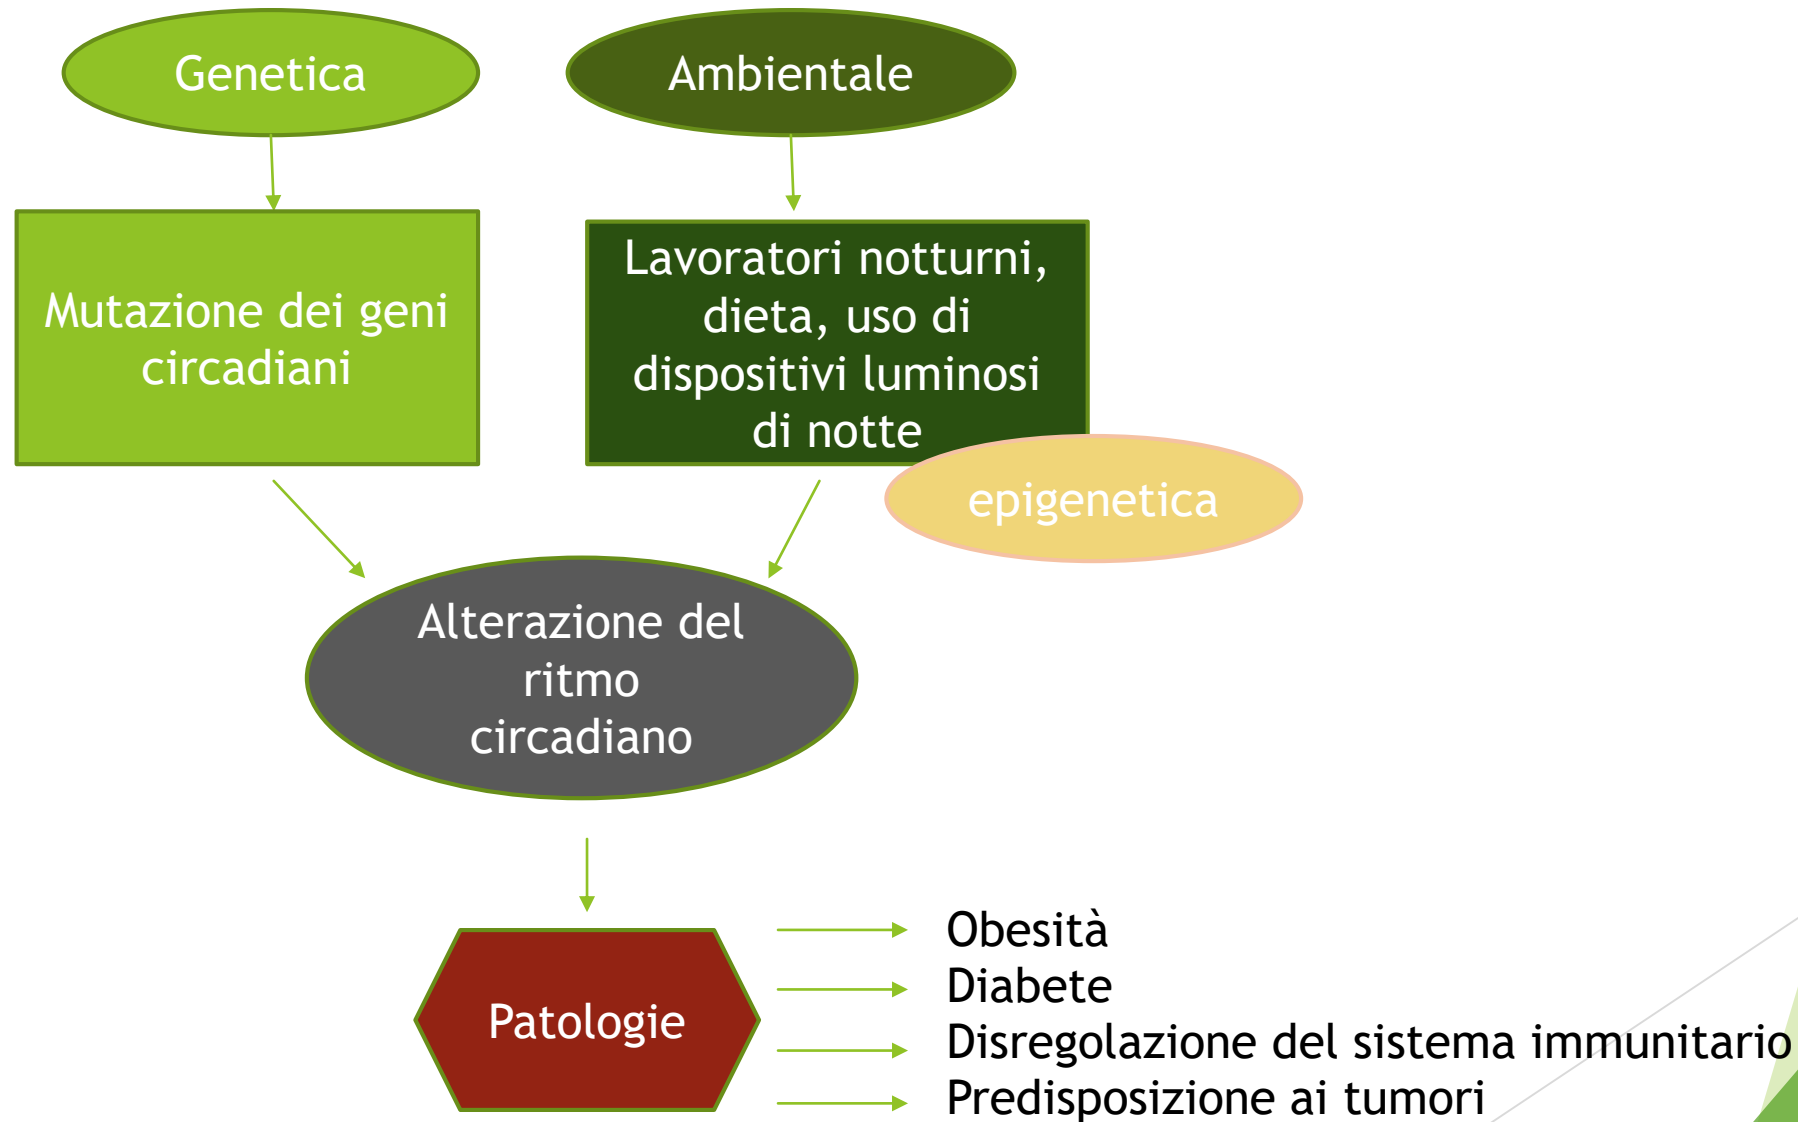 Genetica
Ambientale
Mutazione dei geni
circadiani
Lavoratori notturni,
dieta, uso di
dispositivi luminosi
di notte
epigenetica
Alterazione del
ritmo
circadiano
Patologie
Obesità
Diabete
Disregolazione del sistema immunitario
Predisposizione ai tumori